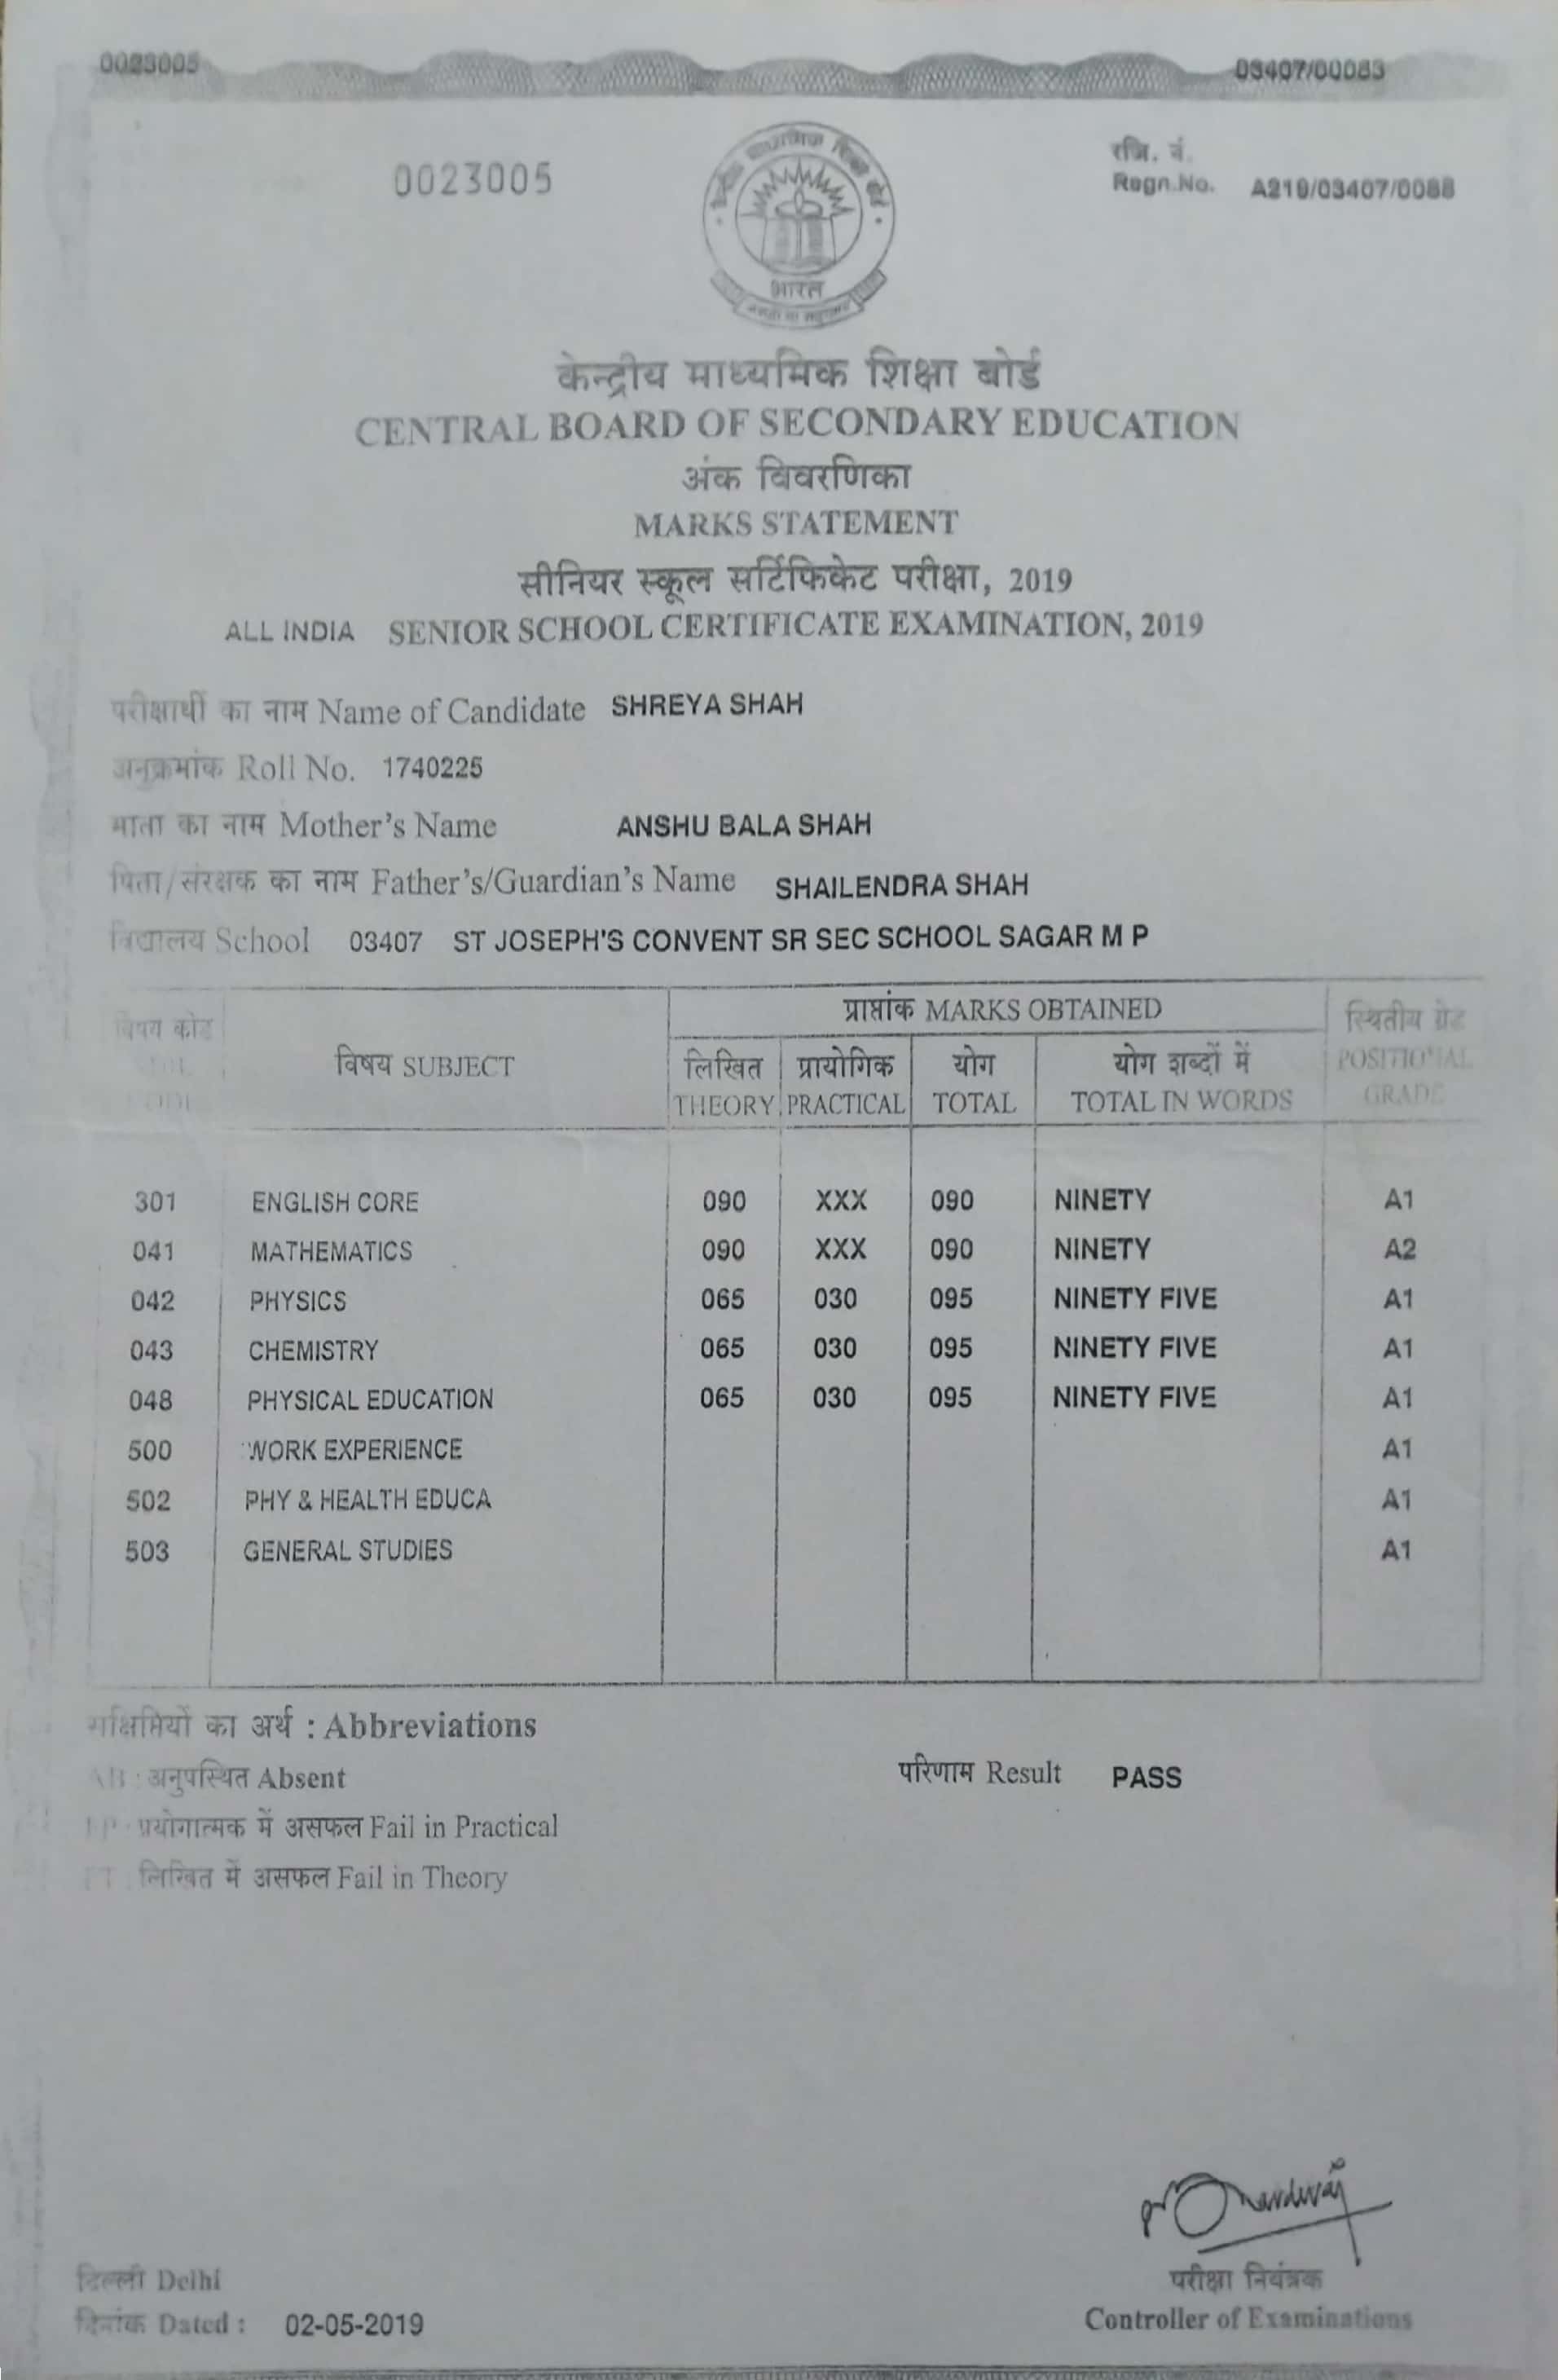 0023005 03407/00083
0023005
रजि. नं.
Regn.No. A219/03407/0088
भारत
केन्द्रीय माध्यमिक शिक्षा बोर्ड
CENTRAL BOARD OF SECONDARY EDUCATION
अंक विवरणिका
MARKS STATEMENT
सीनियर स्कूल सर्टिफिकेट परीक्षा, 2019
ALL INDIA SENIOR SCHOOL CERTIFICATE EXAMINATION, 2019
परीक्षार्थी का नाम Name of Candidate SHREYA SHAH
अनुक्रमांक Roll No. 1740225
माता का नाम Mother's Name ANSHU BALA SHAH
पिता/संरक्षक का नाम Father's/Guardian's Name SHAILENDRA SHAH
विद्यालय School 03407 ST JOSEPH'S CONVENT SR SEC SCHOOL SAGAR M P
प्राप्तांक MARKS OBTAINED
विषय कोड विषय SUBJECT लिखित प्रायोगिक योग योग शब्दों में स्थितीय ग्रेड
THEORY PRACTICAL TOTAL TOTAL IN WORDS POSITIONAL GRADE
301 ENGLISH CORE 090 XXX 090 NINETY A1
041 MATHEMATICS 090 XXX 090 NINETY A2
042 PHYSICS 065 030 095 NINETY FIVE A1
043 CHEMISTRY 065 030 095 NINETY FIVE A1
048 PHYSICAL EDUCATION 065 030 095 NINETY FIVE A1
500 WORK EXPERIENCE A1
502 PHY & HEALTH EDUCA A1
503 GENERAL STUDIES A1
का अर्थ : Abbreviations
AB : अनुपस्थित Absent परिणाम Result PASS
प्रयोगात्मक में असफल Fail in Practical
लिखित में असफल Fail in Theory
दिल्ली Delhi
परीक्षा नियंत्रक
दिनांक Dated : 02-05-2019 Controller of Examinations